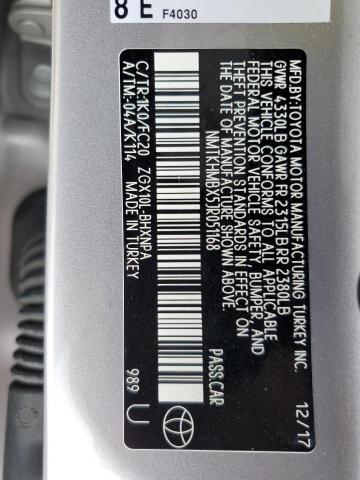 8 E F4030
MFD BY: TOYOTA MOTOR MANUFACTURING TURKEY INC. 12/17
GVWR 4330LB GAWR FR 2315LB RR 2380LB
THIS VEHICLE CONFORMS TO ALL APPLICABLE
FEDERAL MOTOR VEHICLE SAFETY, BUMPER, AND
THEFT PREVENTION STANDARDS IN EFFECT
ON THE DATE OF MANUFACTURE SHOWN ABOVE.
PASS.CAR
C/TR:1K0/FC20 ZGX10L-BHXNPA
A/TM:-04A/K114 MADE IN TURKEY
989 U